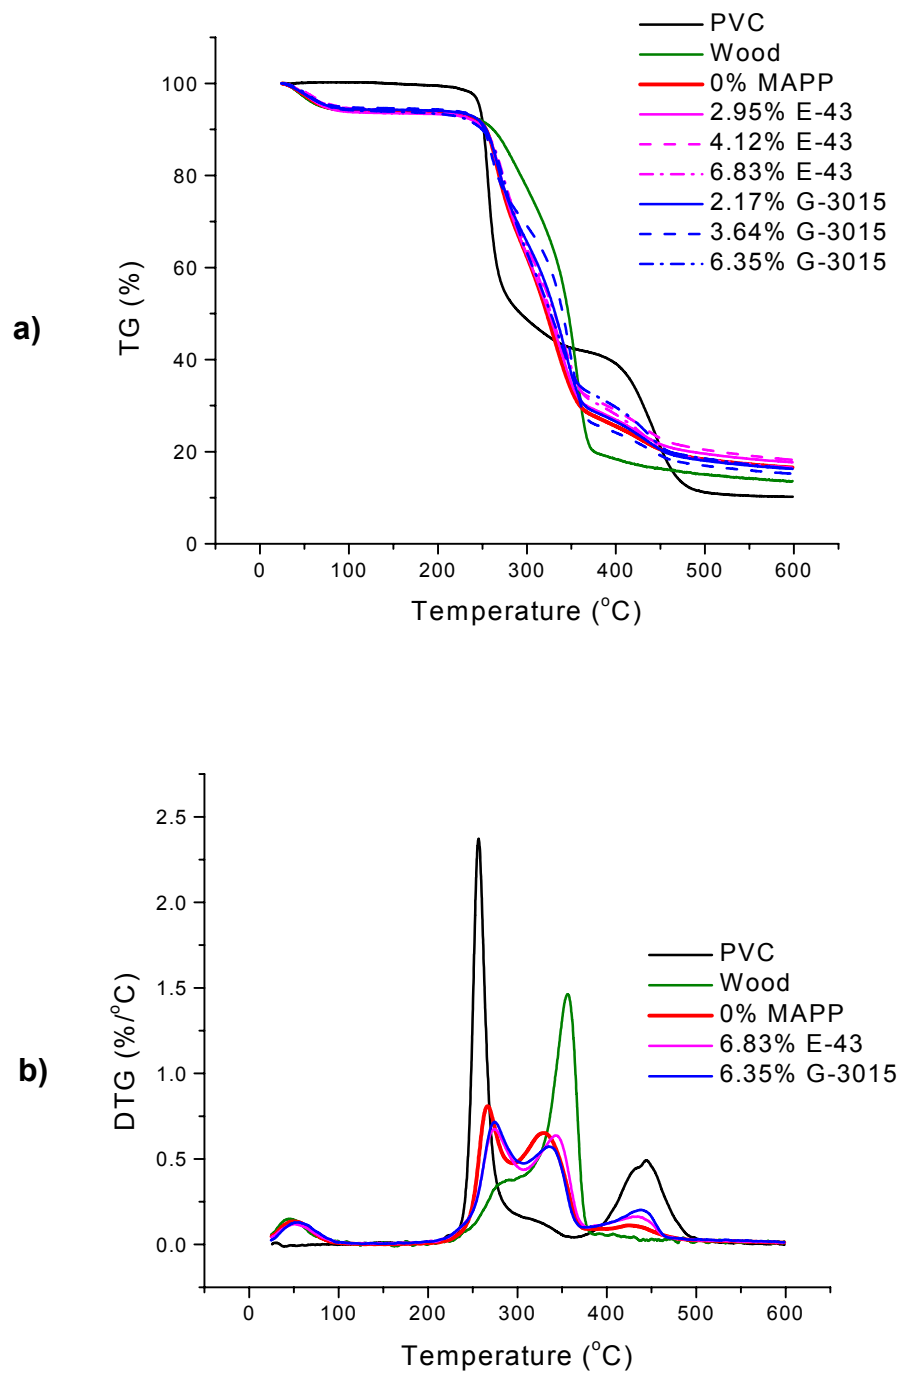 PVC
Wood
0% MAPP
2.95% E-43
4.12% E-43
6.83% E-43
2.17% G-3015
3.64% G-3015
6.35% G-3015
a)
TG (%)
100
80
60
40
20
0
0 100 200 300 400 500 600
Temperature (°C)
PVC
Wood
0% MAPP
6.83% E-43
6.35% G-3015
b)
DTG (%/°C)
2.5
2.0
1.5
1.0
0.5
0.0
0 100 200 300 400 500 600
Temperature (°C)